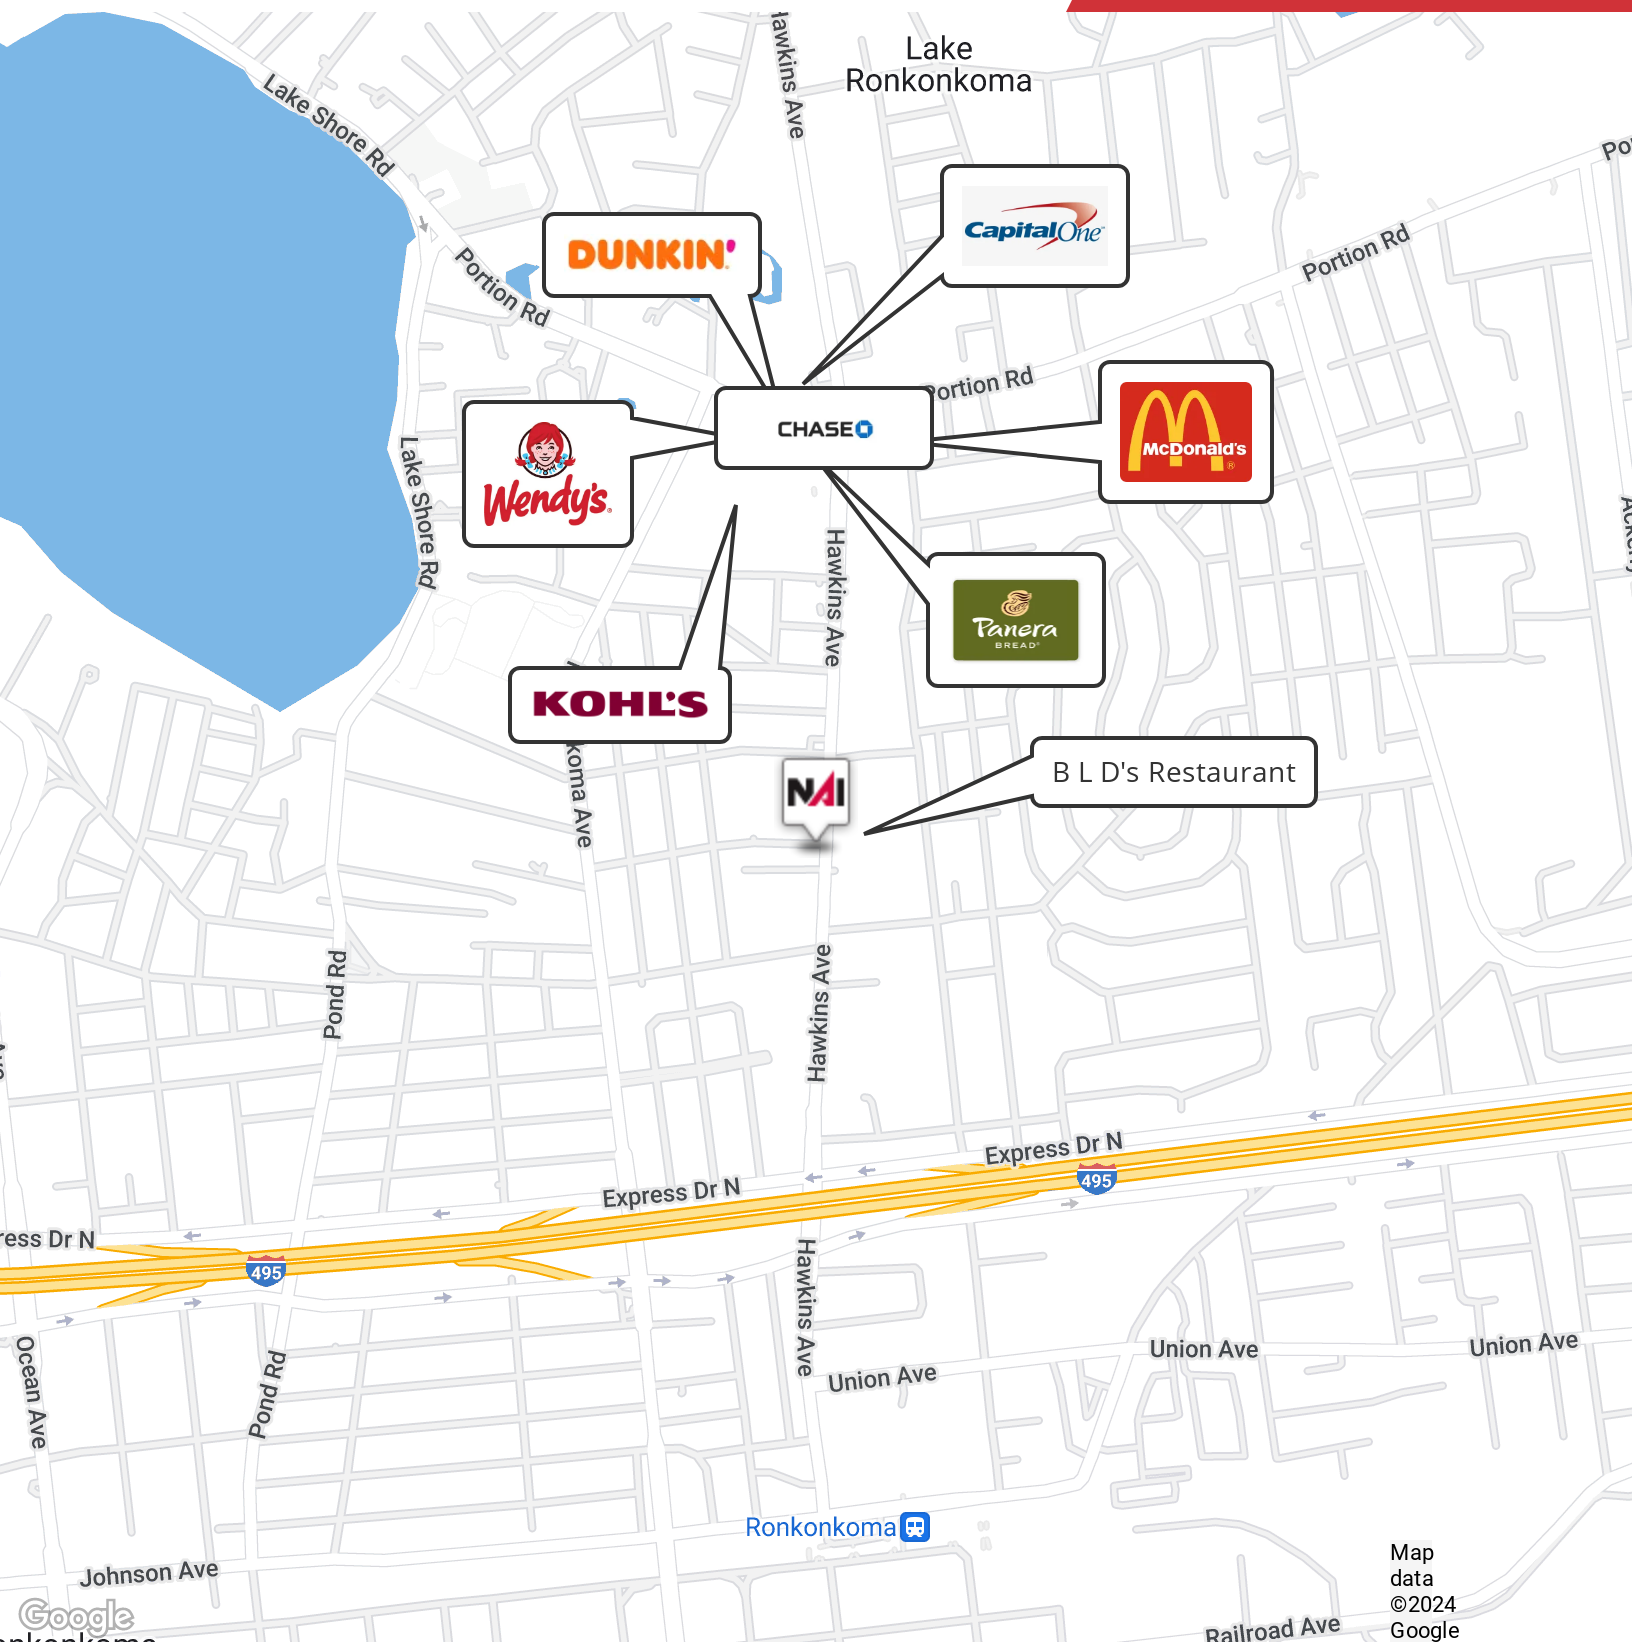 Hawkins Ave
Lake
Ronkonkoma
Lake Shore Rd
Po
CapitalOne
DUNKIN'
Portion Rd
Portion Rd
Portion Rd
CHASE
McDonald's
®
Wendy's
Lake Shore Rd
Hawkins Ave
Panera
BREAD®
KOHL'S
koma Ave
B L D's Restaurant
NAI
Pond Rd
Hawkins Ave
Express Dr N
495
Express Dr N
ress Dr N
495
Hawkins Ave
Ocean Ave
Pond Rd
Union Ave
Union Ave
Union Ave
Ronkonkoma
Johnson Ave
Map
data
©2024
Google
Google
Railroad Ave
onkonkoma